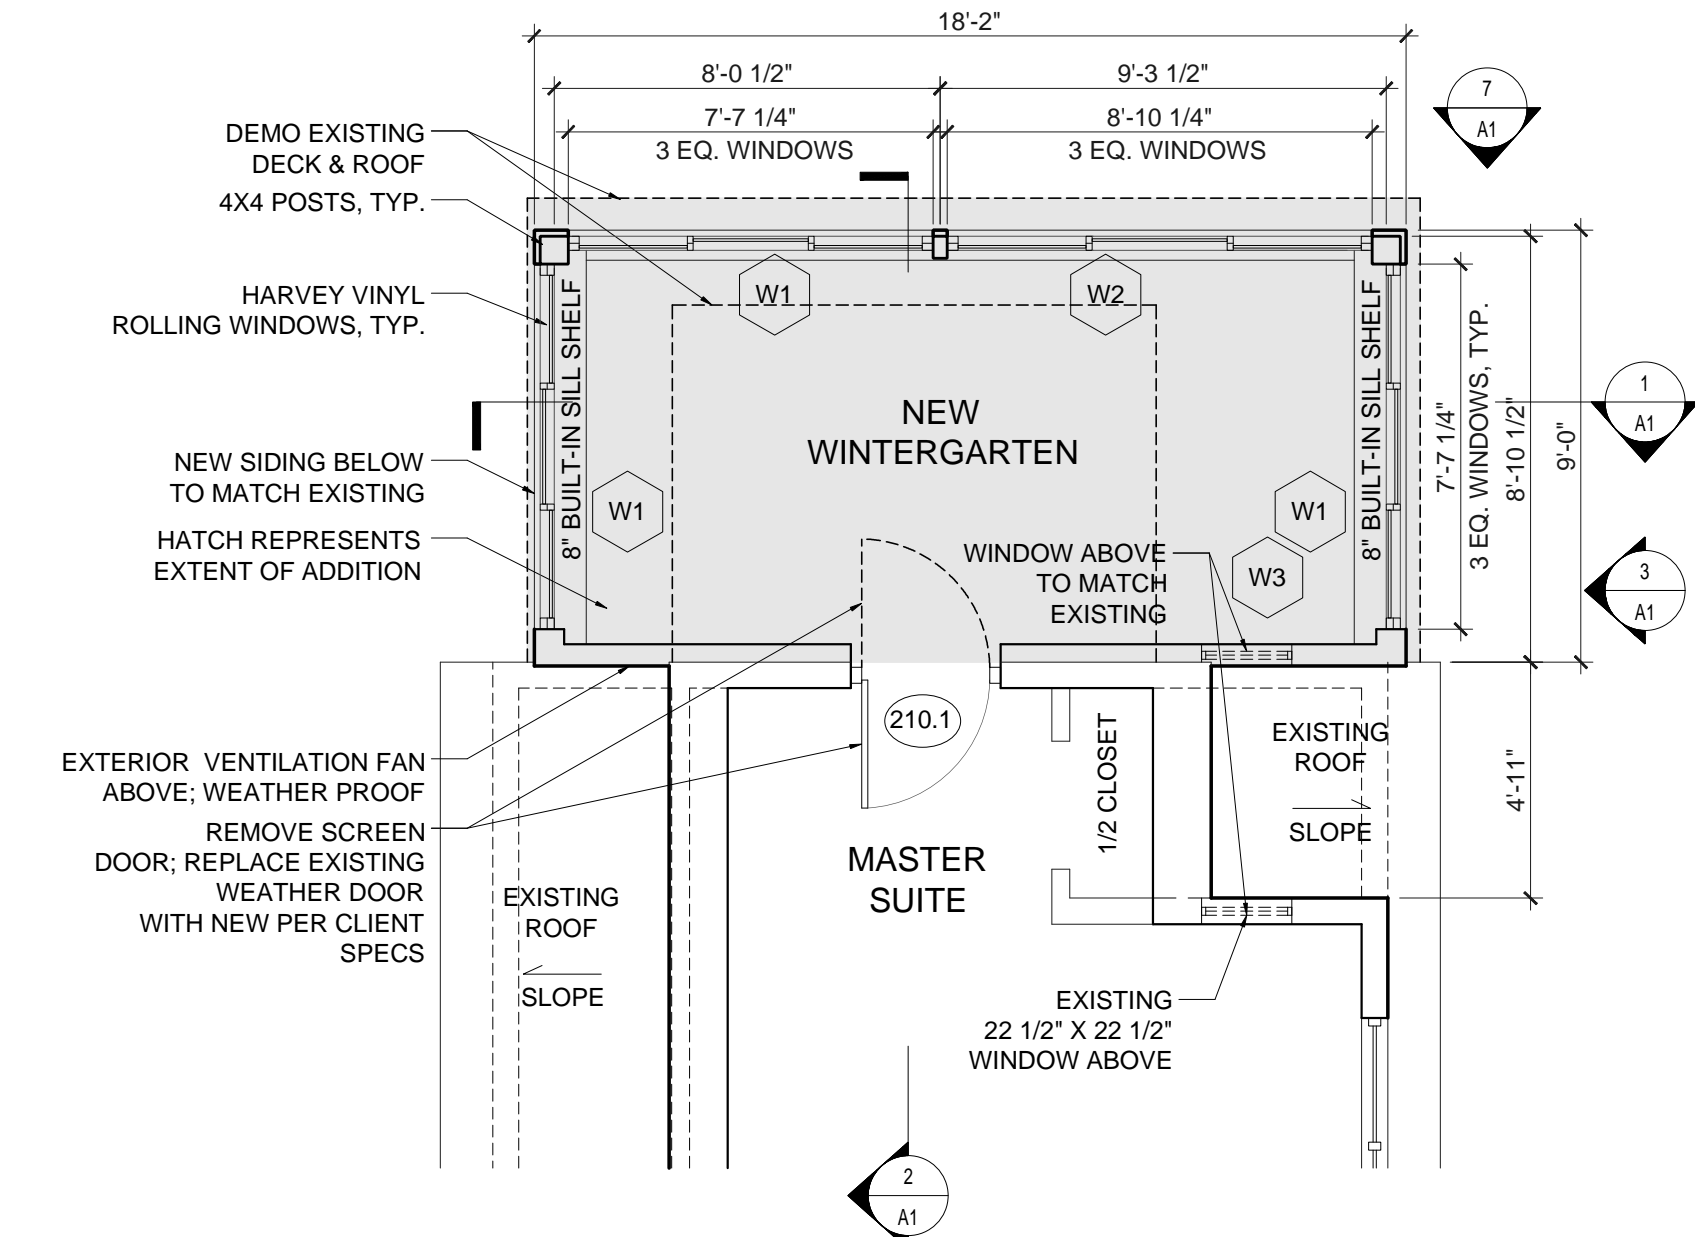 18'-2"
8'-0 1/2"
9'-3 1/2"
7'-7 1/4"
3 EQ. WINDOWS
8'-10 1/4"
3 EQ. WINDOWS
7
A1
DEMO EXISTING
DECK & ROOF
4X4 POSTS, TYP.
HARVEY VINYL
ROLLING WINDOWS, TYP.
NEW SIDING BELOW
TO MATCH EXISTING
HATCH REPRESENTS
EXTENT OF ADDITION
W1
W2
8" BUILT-IN SILL SHELF
NEW
WINTERGARTEN
8" BUILT-IN SILL SHELF
W1
W1
W3
WINDOW ABOVE
TO MATCH
EXISTING
7'-7 1/4"
3 EQ. WINDOWS, TYP.
8'-10 1/2"
9'-0"
1
A1
3
A1
EXTERIOR  VENTILATION FAN
ABOVE; WEATHER PROOF
REMOVE SCREEN
DOOR; REPLACE EXISTING
WEATHER DOOR
WITH NEW PER CLIENT
SPECS
210.1
1/2 CLOSET
EXISTING
ROOF
SLOPE
4'-11"
MASTER
SUITE
EXISTING
ROOF
SLOPE
EXISTING
22 1/2" X 22 1/2"
WINDOW ABOVE
2
A1